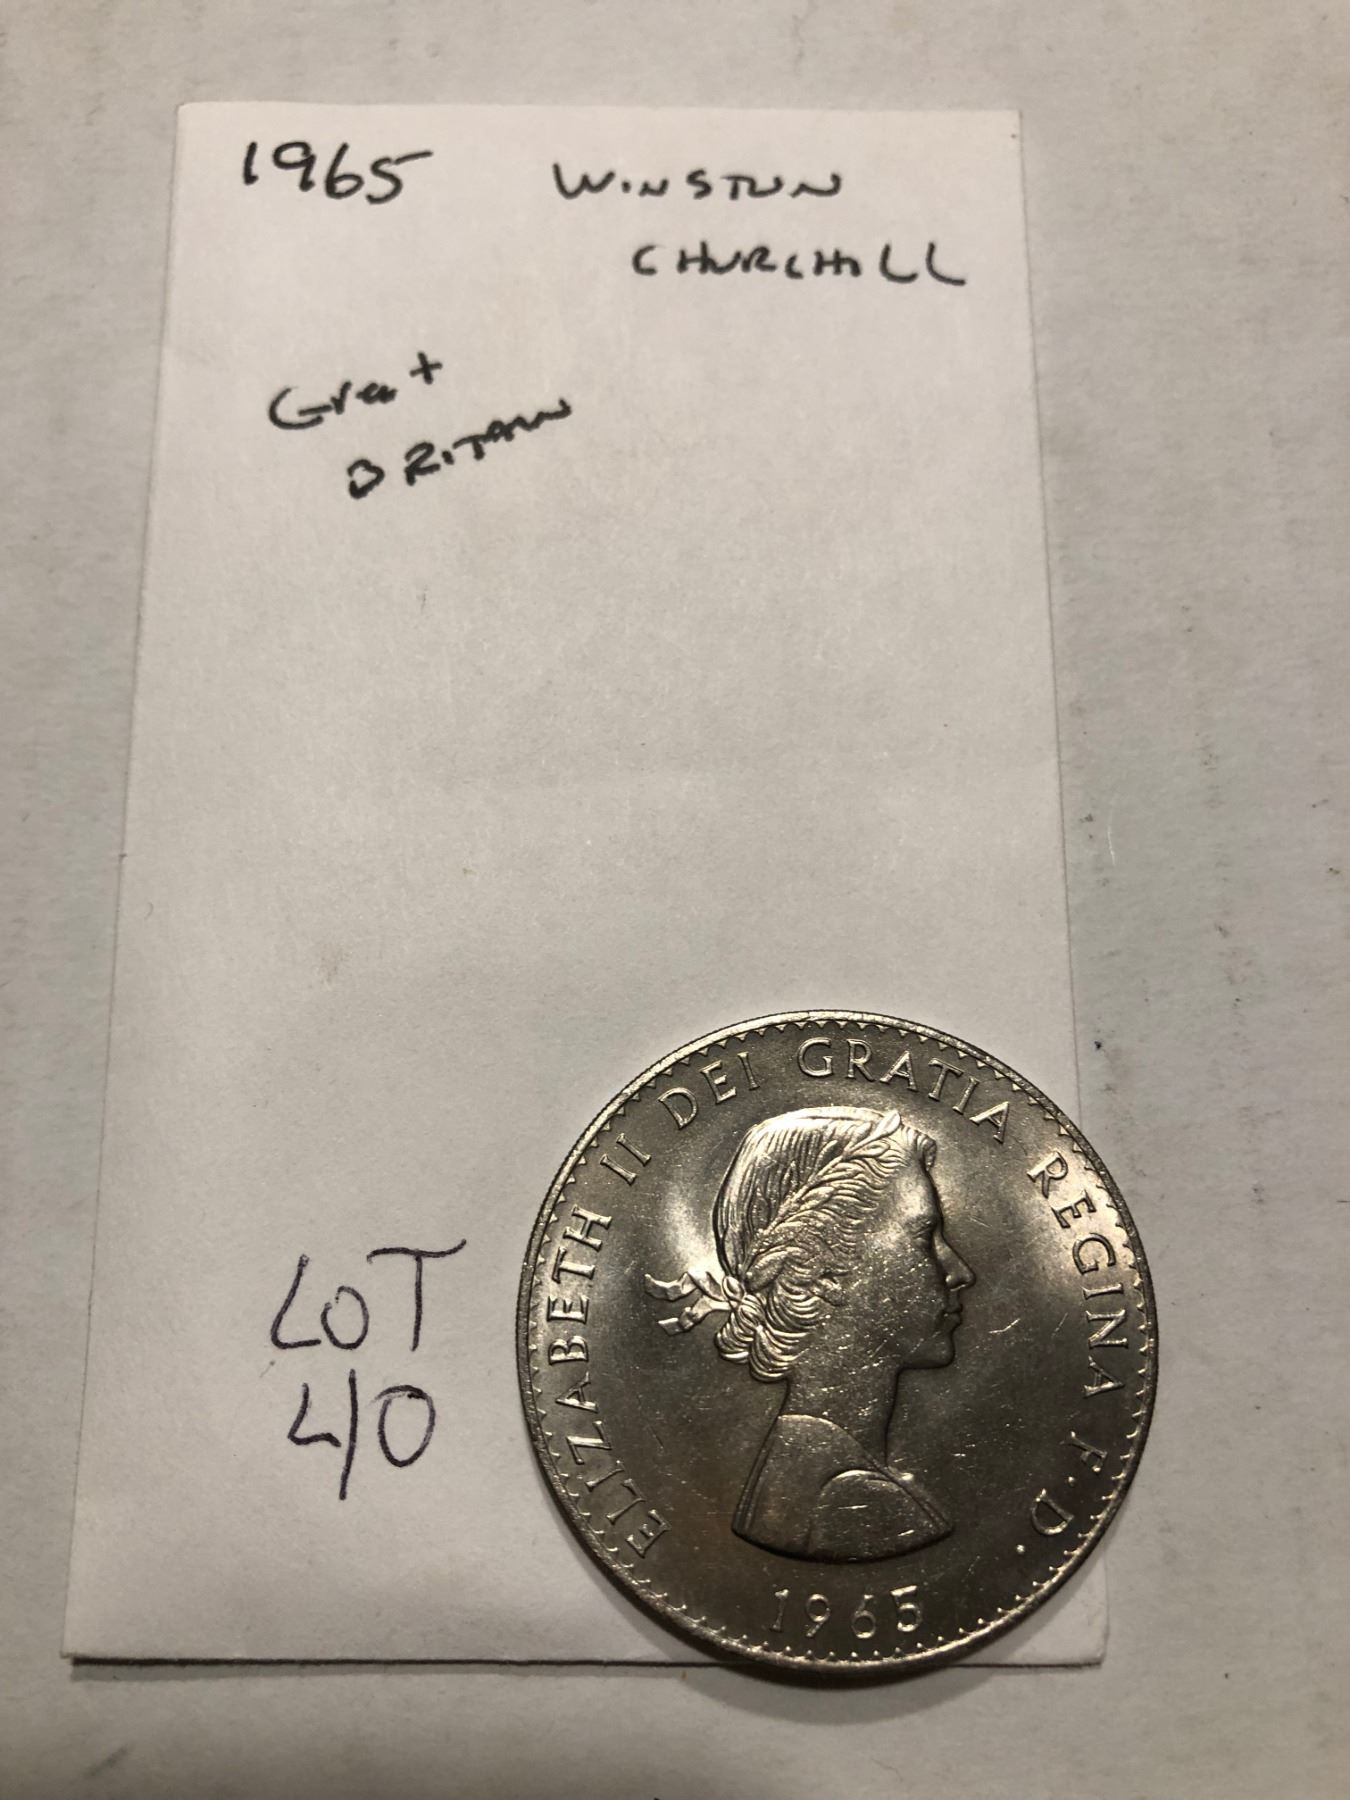 1965 WINSTON
CHURCHILL
Great
BRITAIN
LOT
40
ELIZABETH II DEI GRATIA REGINA F.D.
1965